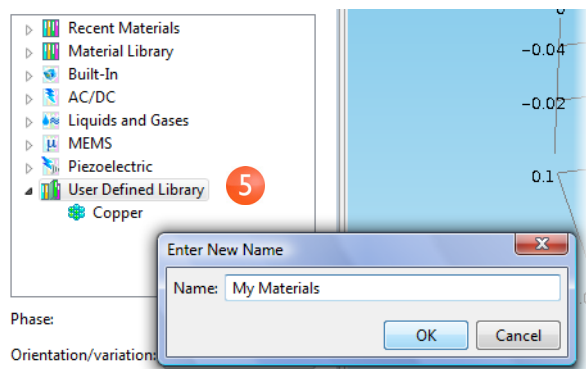 Recent Materials
Material Library
Built-In
AC/DC
Liquids and Gases
μ MEMS
Piezoelectric
User Defined Library
5
Copper
0
-0.04
-0.02
0.1
Enter New Name
Name: My Materials
OK Cancel
Phase:
Orientation/variation: